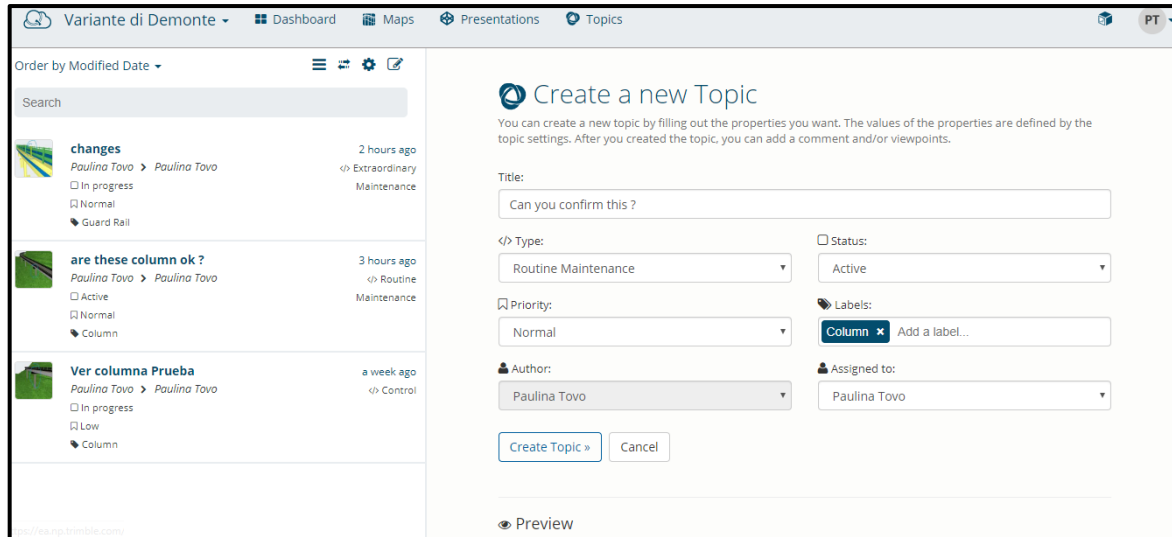 Variante di Demonte Dashboard Maps Presentations Topics PT
Order by Modified Date
Search
changes 2 hours ago
Paulina Tovo > Paulina Tovo </> Extraordinary
In progress Maintenance
Normal
Guard Rail
are these column ok ? 3 hours ago
Paulina Tovo > Paulina Tovo </> Routine
Active Maintenance
Normal
Column
Ver columna Prueba a week ago
Paulina Tovo > Paulina Tovo </> Control
In progress
Low
Column
Create a new Topic
You can create a new topic by filling out the properties you want. The values of the properties are defined by the
topic settings. After you created the topic, you can add a comment and/or viewpoints.
Title:
Can you confirm this ?
</> Type: Status:
Routine Maintenance Active
Priority: Labels:
Normal Column × Add a label...
Author: Assigned to:
Paulina Tovo Paulina Tovo
Create Topic » Cancel
Preview